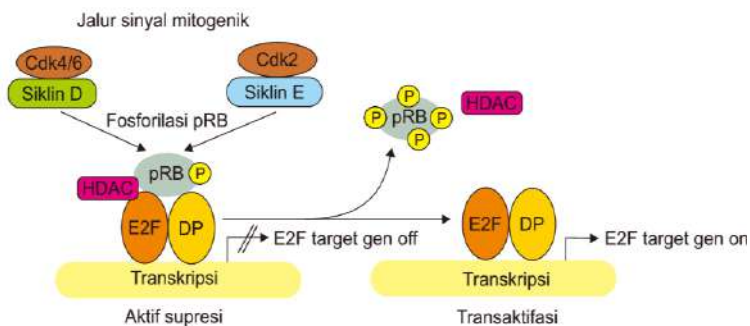 Jalur sinyal mitogenik
Cdk4/6
Siklin D
Cdk2
Siklin E
Fosforilasi pRB
pRB
P
HDAC
E2F
DP
E2F target gen off
Transkripsi
Aktif supresi
P
P
pRB
P
P
HDAC
E2F
DP
E2F target gen on
Transkripsi
Transaktifasi